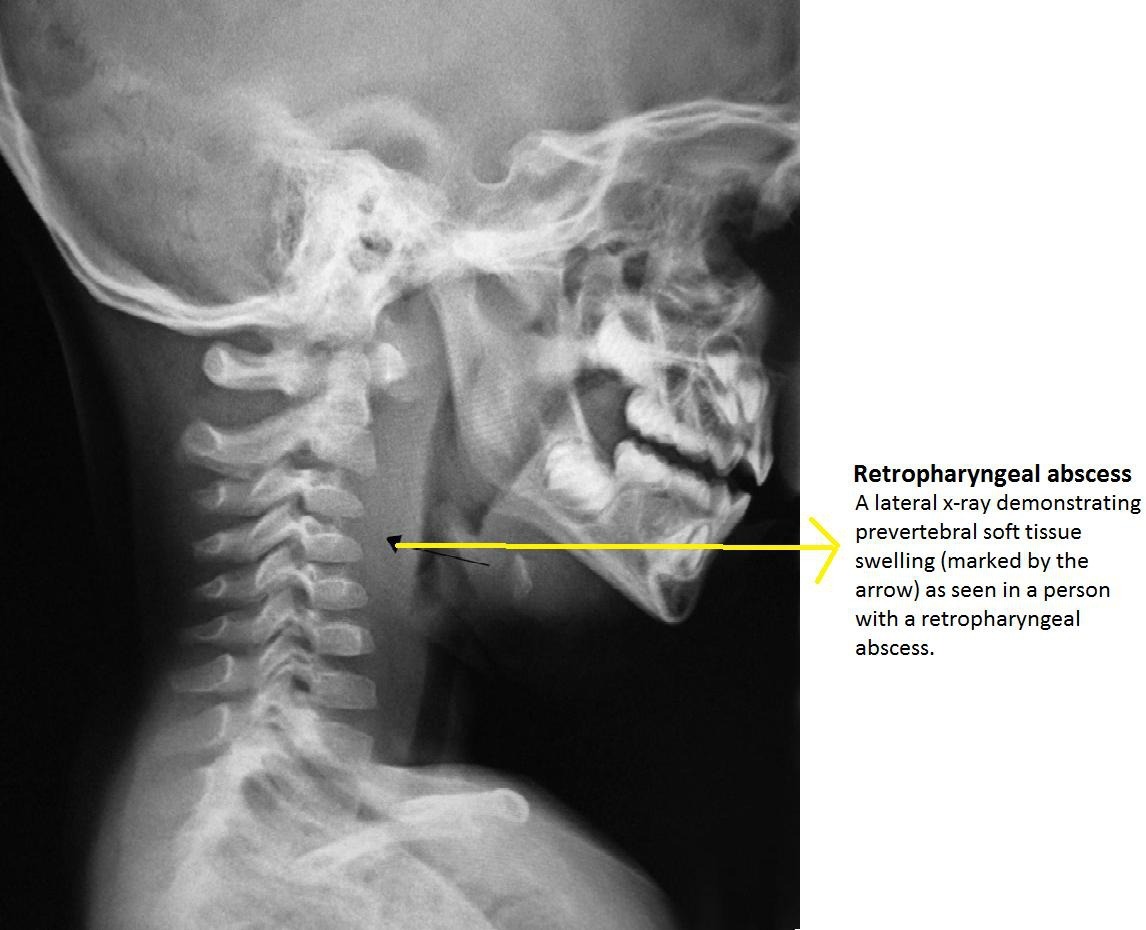 Retropharyngeal abscess
A lateral x-ray demonstrating
prevertebral soft tissue
swelling (marked by the
arrow) as seen in a person
with a retropharyngeal
abscess.